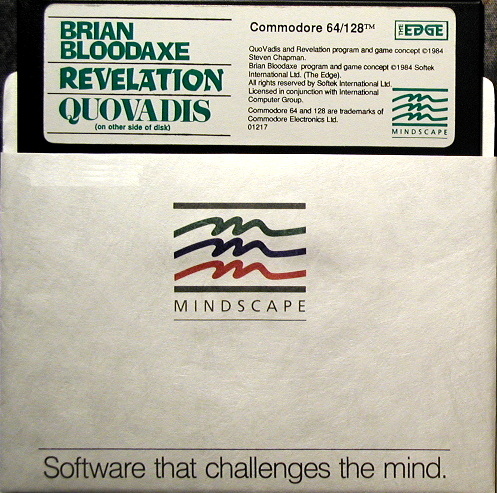 BRIAN
BLOODAXE
REVELATION
QUOVADIS
(on other side of disk)
Commodore 64/128™
THE EDGE
QuoVadis and Revelation program and game concept ©1984
Steven Chapman.
Brian Bloodaxe program and game concept ©1984 Softek
International Ltd. (The Edge).
All rights reserved by Softek International Ltd.
Licensed in conjunction with International
Computer Group.
Commodore 64 and 128 are trademarks of
Commodore Electronics Ltd.
01217
MINDSCAPE
MINDSCAPE
Software that challenges the mind.